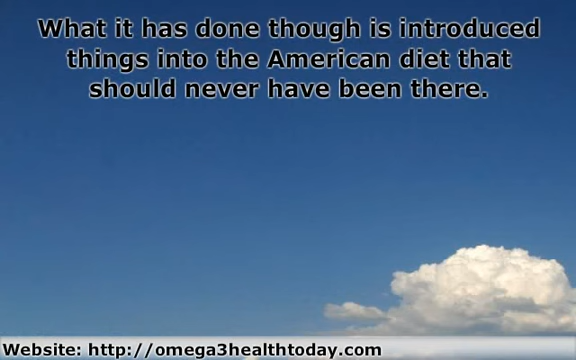 What it has done though is introduced
things into the American diet that
should never have been there.
Website: http://omega3healthtoday.com